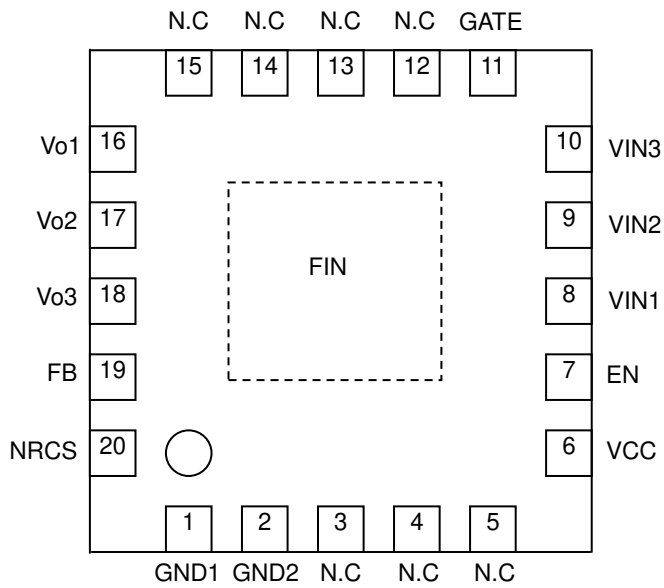 N.C N.C N.C N.C GATE
15 14 13 12 11
Vo1 16 10 VIN3
Vo2 17 9 VIN2
FIN
Vo3 18 8 VIN1
FB 19 7 EN
NRCS 20 6 VCC
1 2 3 4 5
GND1 GND2 N.C N.C N.C